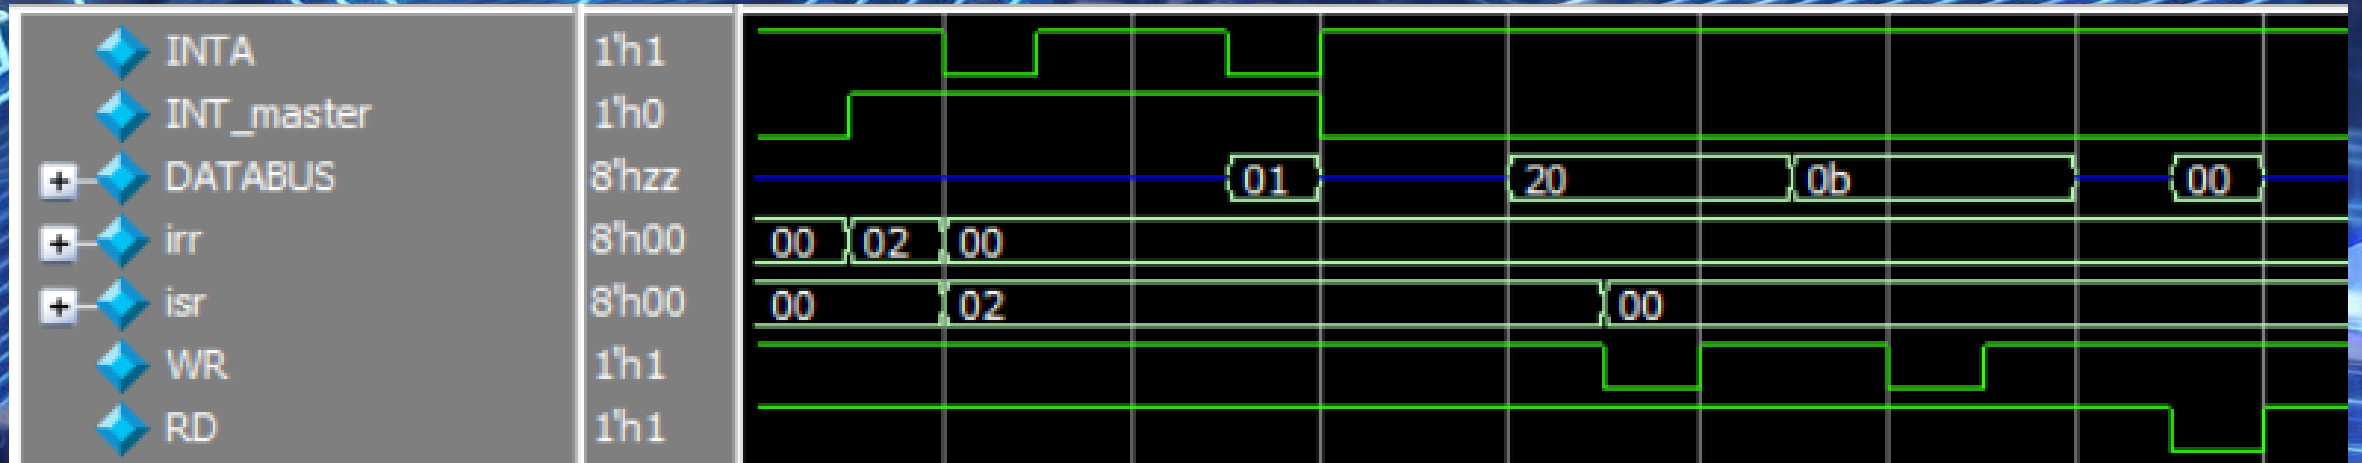 INTA 1'h1
INT_master 1'h0
+ DATABUS 8'hzz 01 20 0b 00
+ irr 8'h00 00 02 00
+ isr 8'h00 00 02 00
WR 1'h1
RD 1'h1